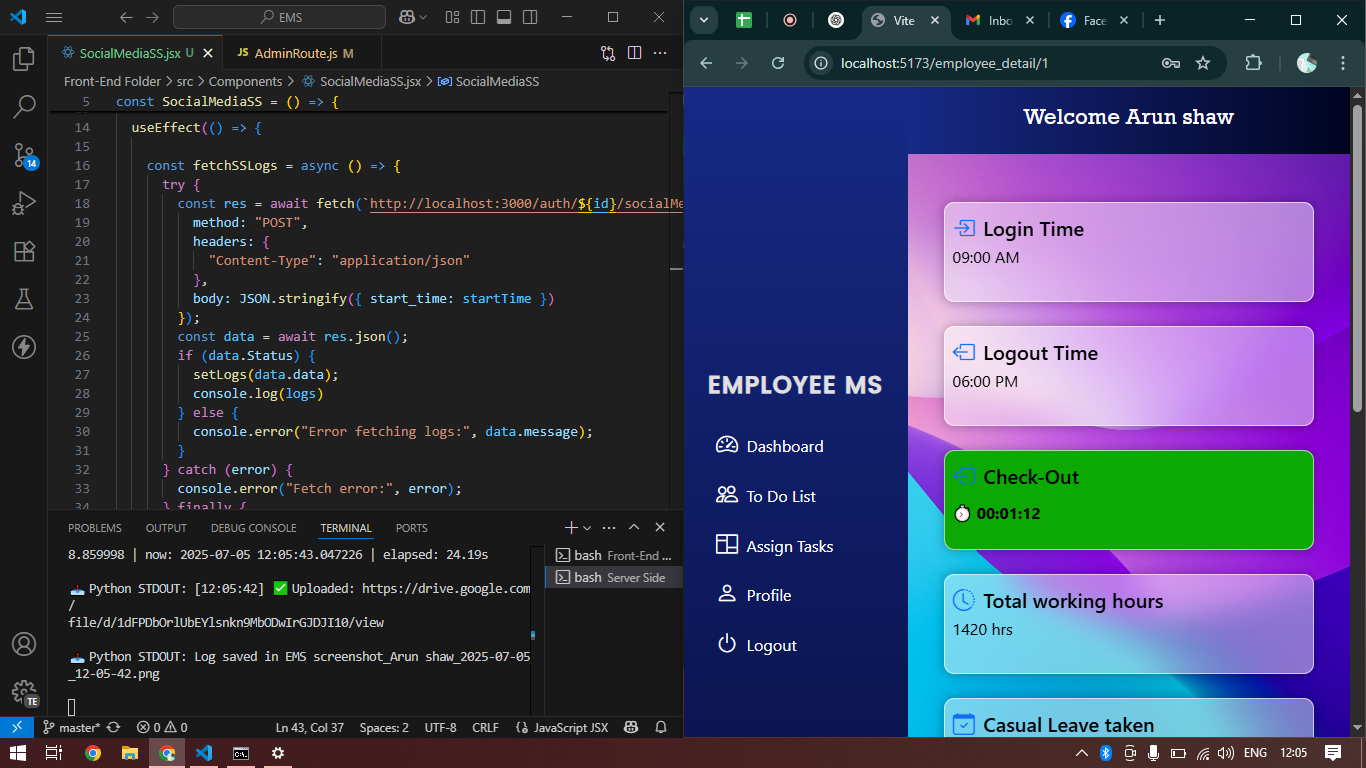 EMS
SocialMediaSS.jsx U
JS AdminRoute.js M
Front-End Folder > src > Components > SocialMediaSS.jsx > SocialMediaSS
5 const SocialMediaSS = () => {
14 useEffect(() => {
15
16 const fetchSSLogs = async () => {
17 try {
18 const res = await fetch(`http://localhost:3000/auth/${id}/socialMe
19 method: "POST",
20 headers: {
21 "Content-Type": "application/json"
22 },
23 body: JSON.stringify({ start_time: startTime })
24 });
25 const data = await res.json();
26 if (data.Status) {
27 setLogs(data.data);
28 console.log(logs)
29 } else {
30 console.error("Error fetching logs:", data.message);
31 }
32 } catch (error) {
33 console.error("Fetch error:", error);
34 } finally {
14
TE
PROBLEMS OUTPUT DEBUG CONSOLE TERMINAL PORTS
8.859998 | now: 2025-07-05 12:05:43.047226 | elapsed: 24.19s
Python STDOUT: [12:05:42] ✅ Uploaded: https://drive.google.com
/
file/d/1dFPDbOrlUbEYlsnkn9MbODwIrGJDJI10/view
Python STDOUT: Log saved in EMS screenshot_Arun shaw_2025-07-05
_12-05-42.png
bash Front-End ...
bash Server Side
master* 0 0 Ln 43, Col 37 Spaces: 2 UTF-8 CRLF JavaScript JSX
Vite
Inbo
Face
localhost:5173/employee_detail/1
Welcome Arun shaw
EMPLOYEE MS
Dashboard
To Do List
Assign Tasks
Profile
Logout
Login Time
09:00 AM
Logout Time
06:00 PM
Check-Out
00:01:12
Total working hours
1420 hrs
Casual Leave taken
ENG 12:05